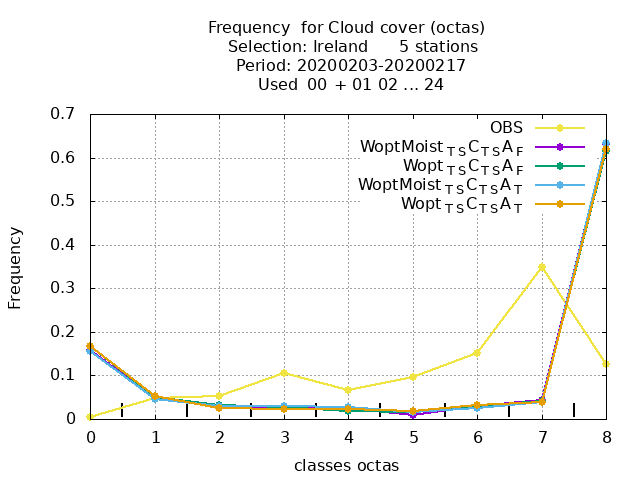 Frequency  for Cloud cover (octas)
Selection: Ireland      5 stations
Period: 20200203-20200217
Used  00 + 01 02 ... 24
0.7
0.6
0.5
0.4
0.3
0.2
0.1
0
Frequency
OBS
WoptMoist TS C TS A F
Wopt TS C TS A F
WoptMoist TS C TS A T
Wopt TS C TS A T
0 1 2 3 4 5 6 7 8
classes octas